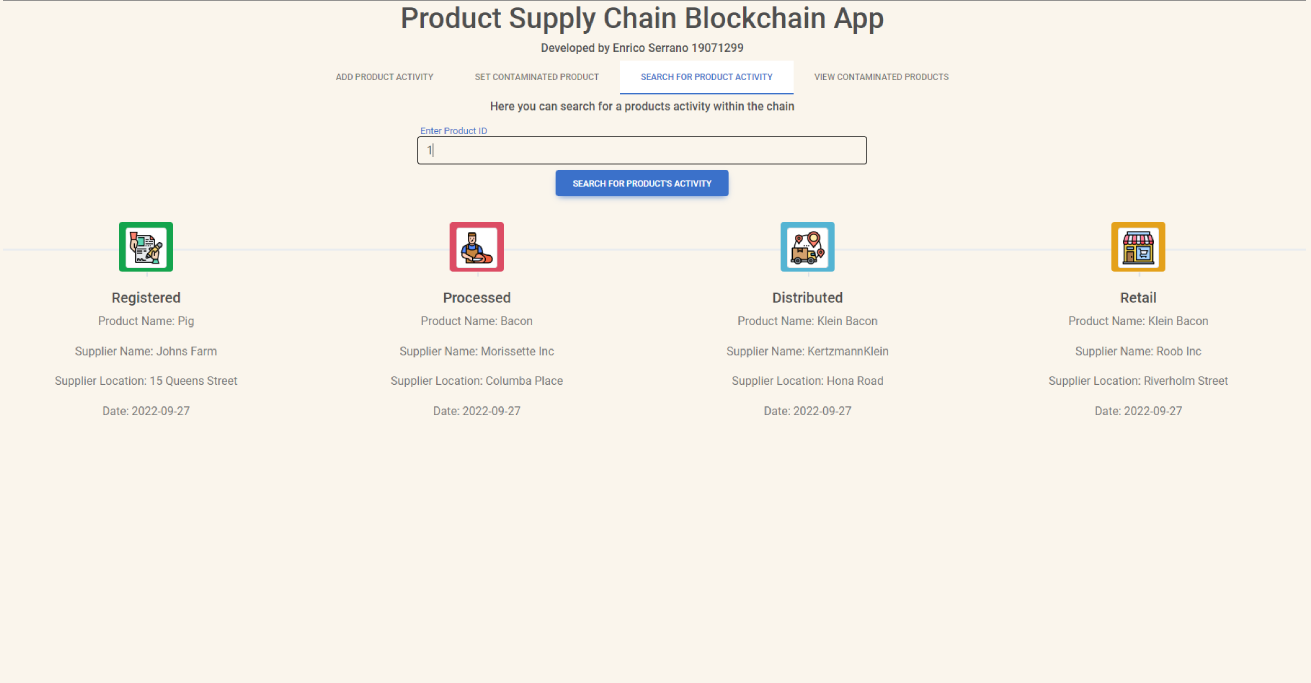 Product Supply Chain Blockchain App
Developed by Enrico Serrano 19071299
ADD PRODUCT ACTIVITY
SET CONTAMINATED PRODUCT
SEARCH FOR PRODUCT ACTIVITY
VIEW CONTAMINATED PRODUCTS
Here you can search for a products activity within the chain
Enter Product ID
1
SEARCH FOR PRODUCT'S ACTIVITY
Registered
Product Name: Pig
Supplier Name: Johns Farm
Supplier Location: 15 Queens Street
Date: 2022-09-27
Processed
Product Name: Bacon
Supplier Name: Morissette Inc
Supplier Location: Columba Place
Date: 2022-09-27
Distributed
Product Name: Klein Bacon
Supplier Name: KertzmannKlein
Supplier Location: Hona Road
Date: 2022-09-27
Retail
Product Name: Klein Bacon
Supplier Name: Roob Inc
Supplier Location: Riverholm Street
Date: 2022-09-27